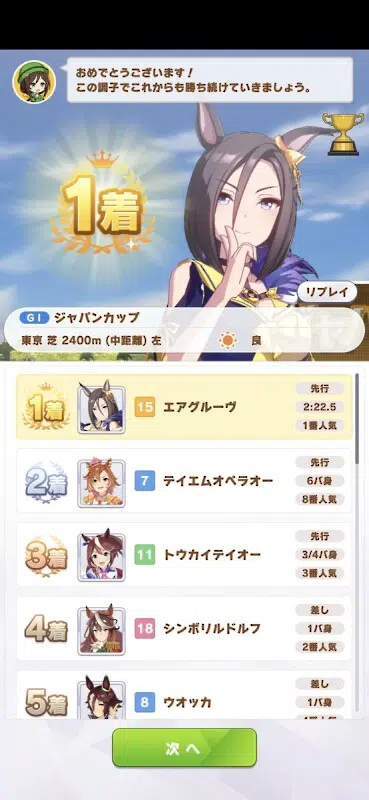 おめでとうございます！
この調子でこれからも勝ち続けていきましょう。
1着
リプレイ
GI ジャパンカップ
東京 芝 2400m (中距離) 左 良
1着 15 エアグルーヴ
先行
2:22.5
1番人気
2着 7 テイエムオペラオー
先行
6バ身
8番人気
3着 11 トウカイテイオー
先行
3/4バ身
3番人気
4着 18 シンボリルドルフ
差し
1バ身
2番人気
5着 8 ウオッカ
差し
1バ身
次へ